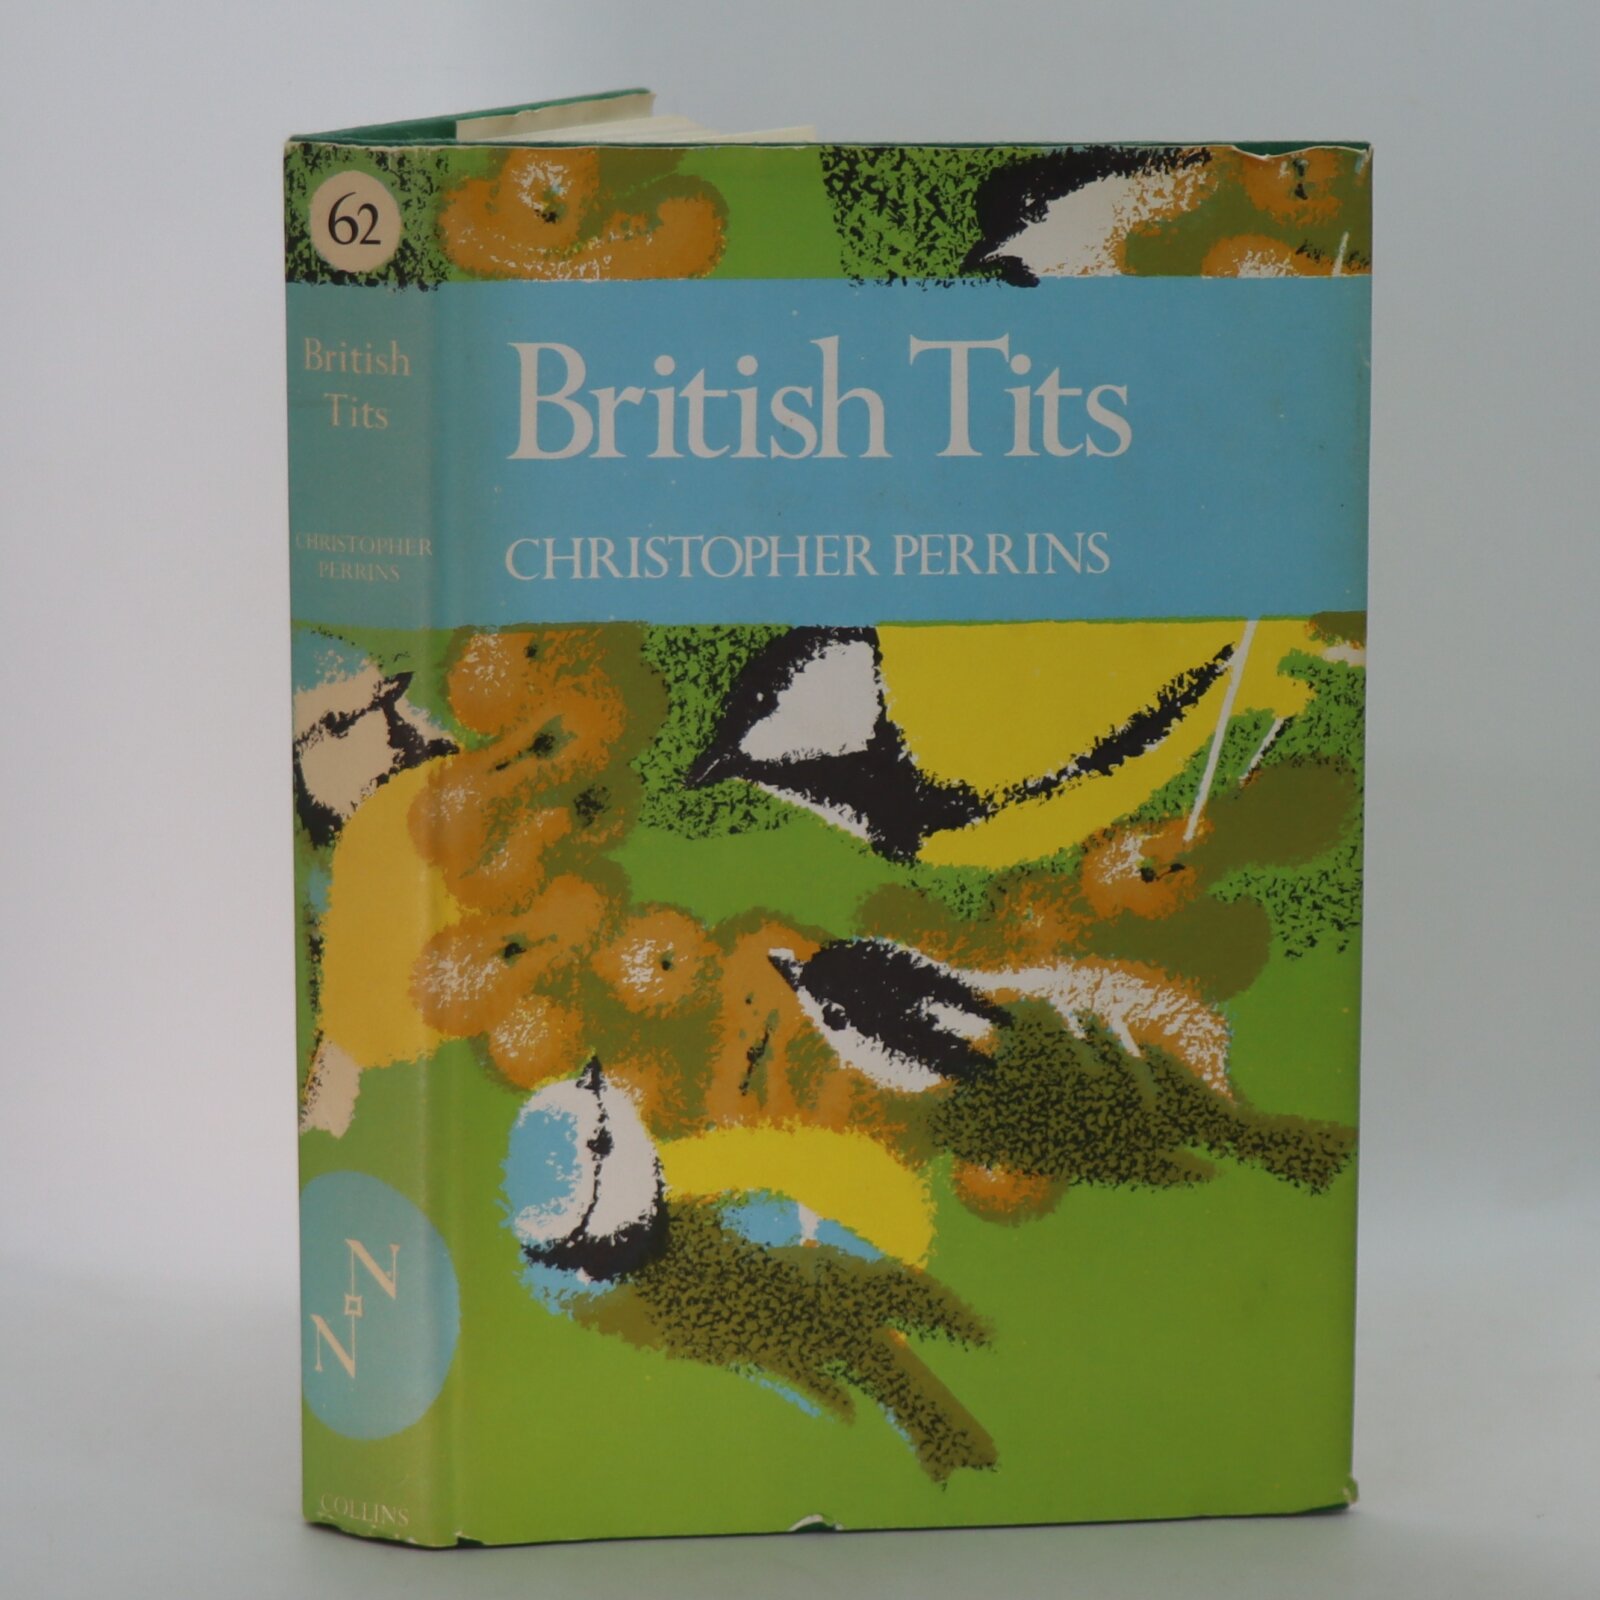 62
British
Tits
CHRISTOPHER
PERRINS
N
N
COLLINS
British Tits
CHRISTOPHER PERRINS